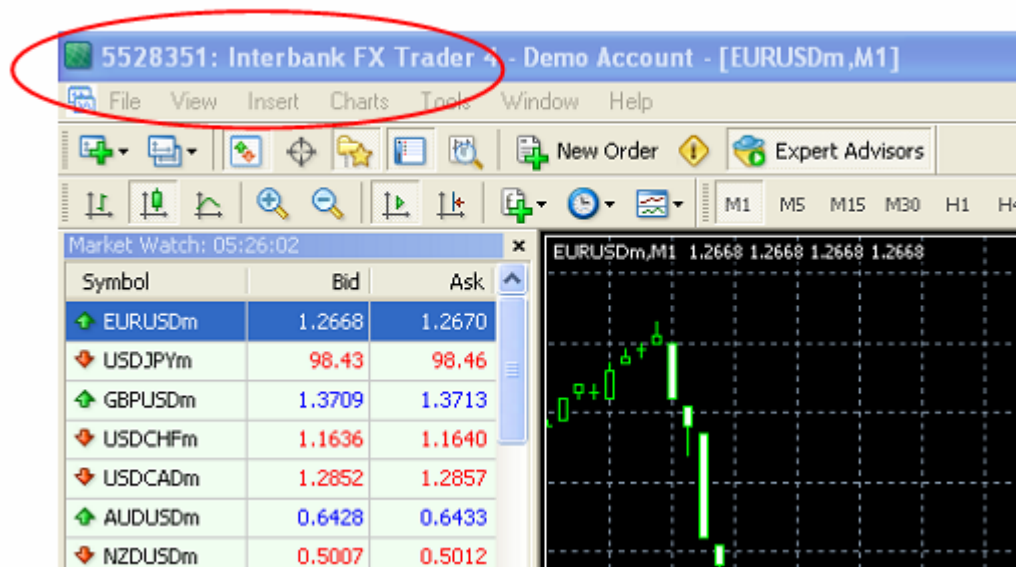 5528351: Interbank FX Trader 4 - Demo Account - [EURUSDm,M1]
File View Insert Charts Tools Window Help
New Order Expert Advisors
M1 M5 M15 M30 H1 H4
Market Watch: 05:26:02
EURUSDm,M1 1.2668 1.2668 1.2668 1.2668
Symbol Bid Ask
EURUSDm 1.2668 1.2670
USDJPYm 98.43 98.46
GBPUSDm 1.3709 1.3713
USDCHFm 1.1636 1.1640
USDCADm 1.2852 1.2857
AUDUSDm 0.6428 0.6433
NZDUSDm 0.5007 0.5012